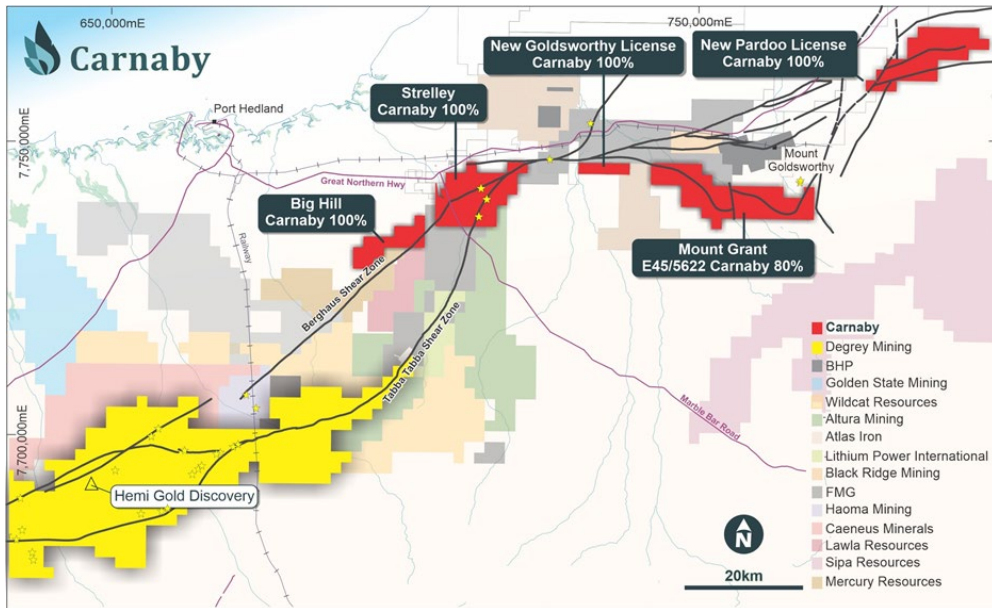 650,000mE
750,000mE
Carnaby
New Goldsworthy License
Carnaby 100%
New Pardoo License
Carnaby 100%
Strelley
Carnaby 100%
Port Hedland
7,750,000mE
Great Northern Hwy
Mount
Goldsworthy
Big Hill
Carnaby 100%
Railway
Mount Grant
E45/5622 Carnaby 80%
Berghaus Shear Zone
Tabba Tabba Shear Zone
Marble Bar Road
7,700,000mE
Hemi Gold Discovery
Carnaby
Degrey Mining
BHP
Golden State Mining
Wildcat Resources
Altura Mining
Atlas Iron
Lithium Power International
Black Ridge Mining
FMG
Haoma Mining
Caeneus Minerals
Lawla Resources
Sipa Resources
Mercury Resources
N
20km